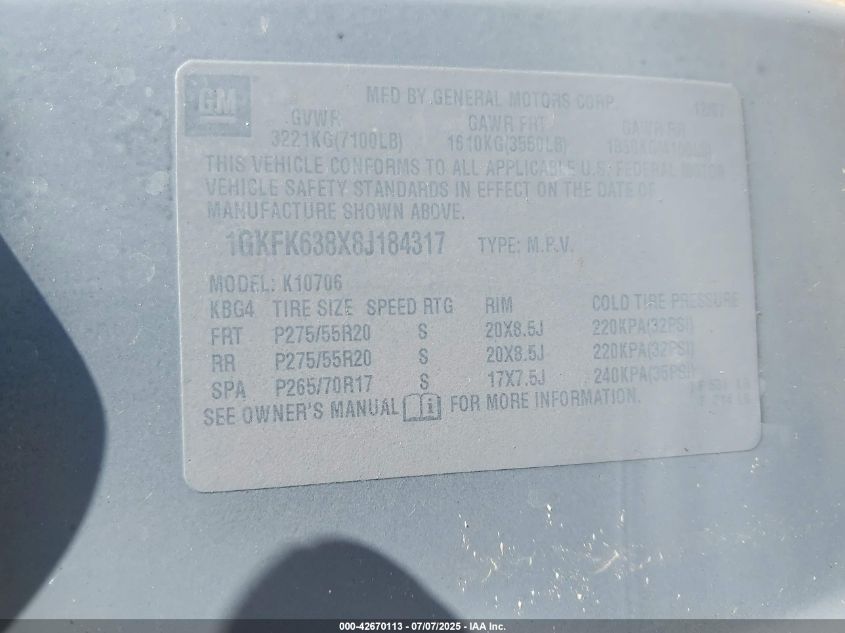 GM
MFD BY GENERAL MOTORS CORP. 12/07
GVWR GAWR FRT GAWR RR
3221KG(7100LB) 1610KG(3550LB)
THIS VEHICLE CONFORMS TO ALL APPLICABLE U.S. FEDERAL MOTOR
VEHICLE SAFETY STANDARDS IN EFFECT ON THE DATE OF
MANUFACTURE SHOWN ABOVE.
1GKFK638X8J184317 TYPE: M.P.V.
MODEL: K10706
KBG4 TIRE SIZE SPEED RTG RIM COLD TIRE PRESSURE
FRT P275/55R20 S 20X8.5J 220KPA(32PSI)
RR P275/55R20 S 20X8.5J 220KPA(32PSI)
SPA P265/70R17 S 17X7.5J 240KPA(35PSI)
SEE OWNER'S MANUAL i FOR MORE INFORMATION.
000-42670113 - 07/07/2025 - IAA Inc.